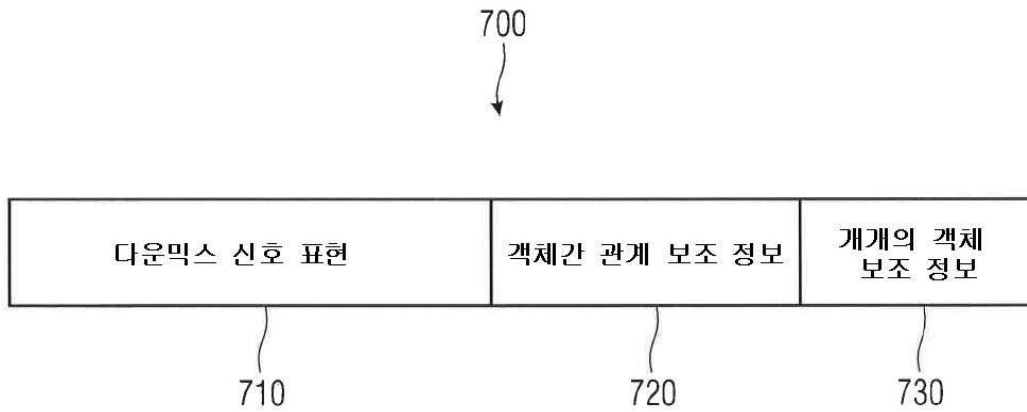 700
다운믹스 신호 표현
객체간 관계 보조 정보
개개의 객체
보조 정보
710
720
730